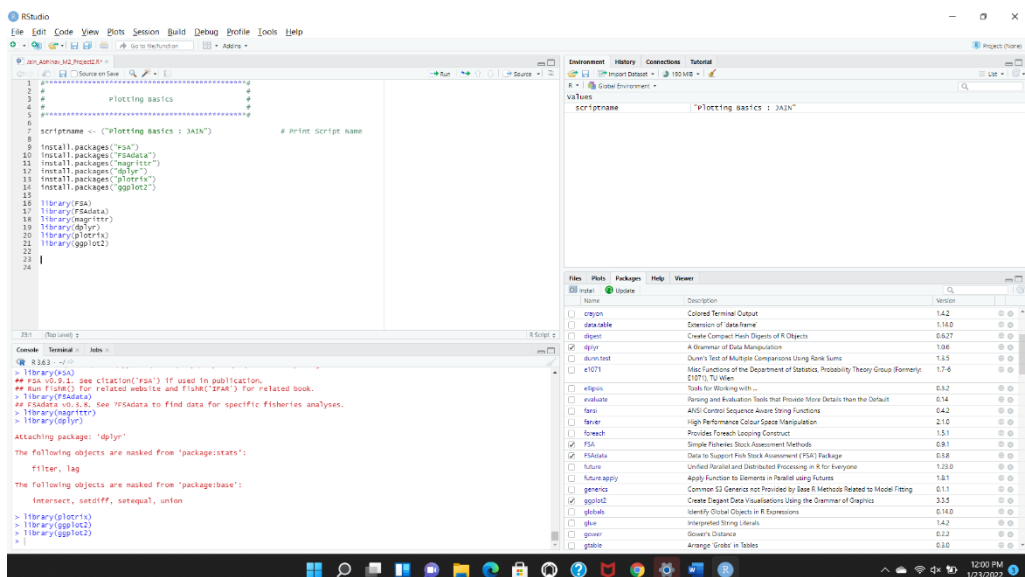 RStudio
File Edit Code View Plots Session Build Debug Profile Tools Help
Go to file/function Addins
Project: (None)
Jain_Abhinav_M2_Project2.R*
Source on Save Run Source
1 #***********************************************#
2 # #
3 # Plotting Basics #
4 # #
5 #***********************************************#
6
7 scriptname <- ("Plotting Basics : JAIN") # Print Script Name
8
9 install.packages("FSA")
10 install.packages("FSAdata")
11 install.packages("magrittr")
12 install.packages("dplyr")
13 install.packages("plotrix")
14 install.packages("ggplot2")
15
16 library(FSA)
17 library(FSAdata)
18 library(magrittr)
19 library(dplyr)
20 library(plotrix)
21 library(ggplot2)
22
23
24
23:1 (Top Level) R Script
Console Terminal Jobs
R 3.6.3 · ~/
> library(FSA)
## FSA v0.9.1. See citation('FSA') if used in publication.
## Run fishR() for related website and fishR('IFAR') for related book.
> library(FSAdata)
## FSAdata v0.3.8. See ?FSAdata to find data for specific fisheries analyses.
> library(magrittr)
> library(dplyr)
Attaching package: 'dplyr'
The following objects are masked from 'package:stats':
filter, lag
The following objects are masked from 'package:base':
intersect, setdiff, setequal, union
> library(plotrix)
> library(ggplot2)
> library(ggplot2)
>
Environment History Connections Tutorial
Import Dataset 190 MiB List
R Global Environment
values
scriptname "Plotting Basics : JAIN"
Files Plots Packages Help Viewer
Install Update
Name Description Version
crayon Colored Terminal Output 1.4.2
data.table Extension of `data.frame` 1.14.0
digest Create Compact Hash Digests of R Objects 0.6.27
dplyr A Grammar of Data Manipulation 1.0.6
dunn.test Dunn's Test of Multiple Comparisons Using Rank Sums 1.3.5
e1071 Misc Functions of the Department of Statistics, Probability Theory Group (Formerly: 1.7-6
E1071), TU Wien
ellipsis Tools for Working with ... 0.3.2
evaluate Parsing and Evaluation Tools that Provide More Details than the Default 0.14
fansi ANSI Control Sequence Aware String Functions 0.4.2
farver High Performance Colour Space Manipulation 2.1.0
foreach Provides Foreach Looping Construct 1.5.1
FSA Simple Fisheries Stock Assessment Methods 0.9.1
FSAdata Data to Support Fish Stock Assessment ('FSA') Package 0.3.8
future Unified Parallel and Distributed Processing in R for Everyone 1.23.0
future.apply Apply Function to Elements in Parallel using Futures 1.8.1
generics Common S3 Generics not Provided by Base R Methods Related to Model Fitting 0.1.1
ggplot2 Create Elegant Data Visualisations Using the Grammar of Graphics 3.3.5
globals Identify Global Objects in R Expressions 0.14.0
glue Interpreted String Literals 1.4.2
gower Gower's Distance 0.2.2
gtable Arrange 'Grobs' in Tables 0.3.0
12:00 PM
1/23/2022